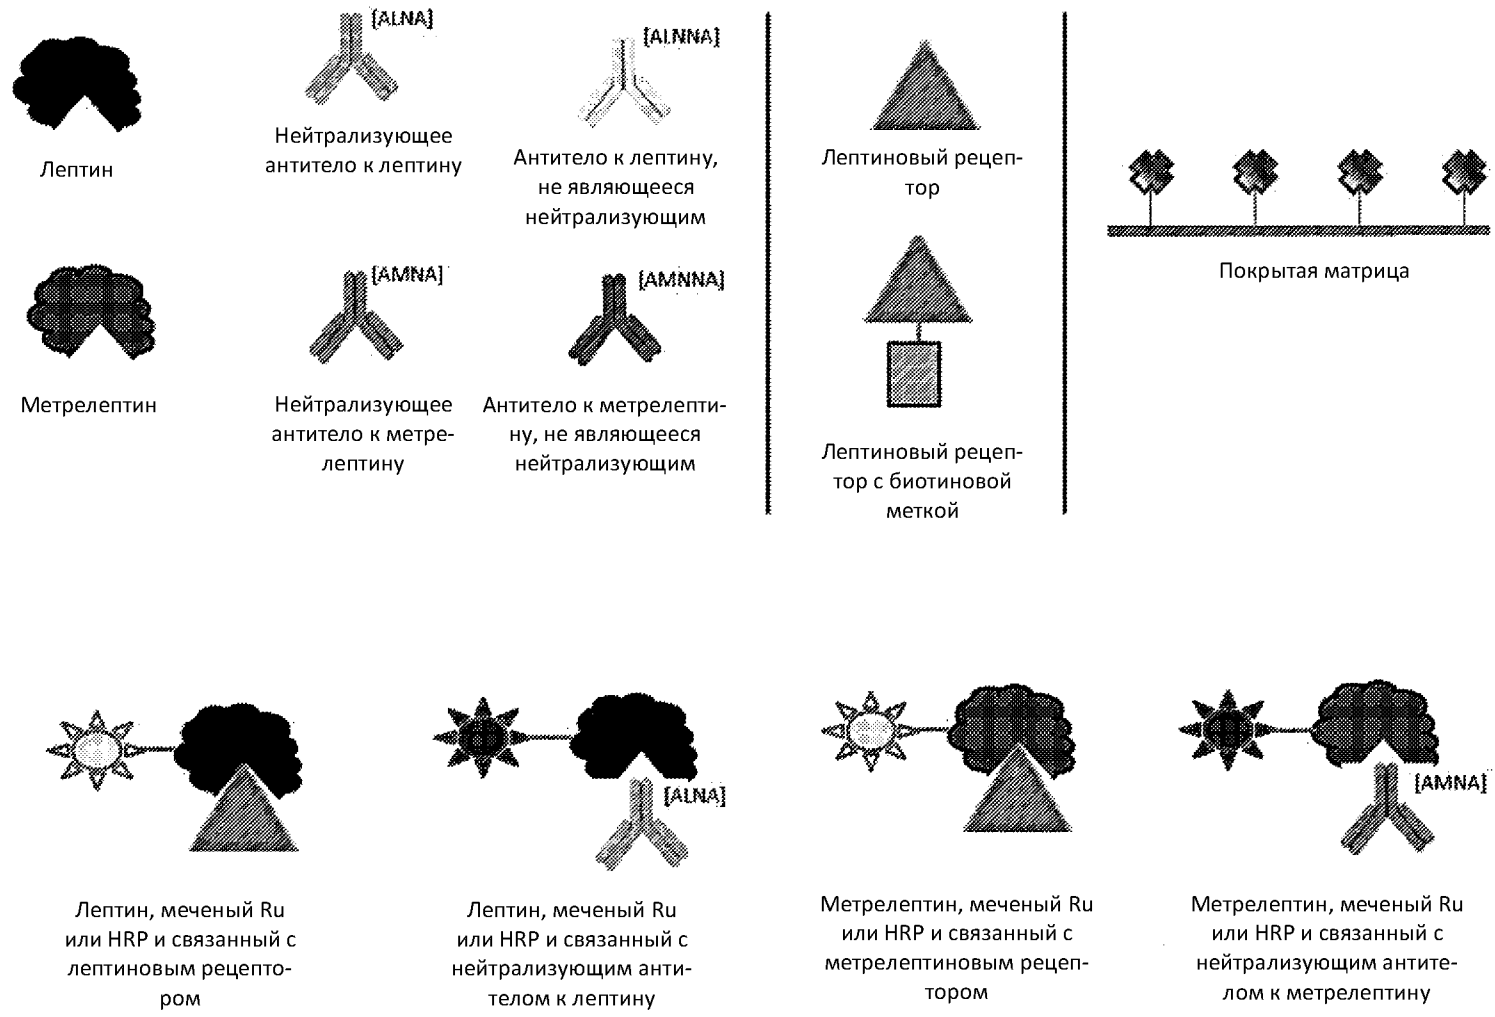 [ALNA]
Нейтрализующее
антитело к лептину
[ALNNA]
Антитело к лептину,
не являющееся
нейтрализующим
Лептин
Лептиновый рецеп-
тор
Покрытая матрица
Метрелептин
[AMNA]
Нейтрализующее
антитело к метре-
лептину
[AMNNA]
Антитело к метрелепти-
ну, не являющееся
нейтрализующим
Лептиновый рецеп-
тор с биотиновой
меткой
Лептин, меченый Ru
или HRP и связанный с
лептиновым рецепто-
ром
[ALNA]
Лептин, меченый Ru
или HRP и связанный с
нейтрализующим анти-
телом к лептину
Метрелептин, меченый Ru
или HRP и связанный с
метрелептиновым рецеп-
тором
[AMNA]
Метрелептин, меченый Ru
или HRP и связанный с
нейтрализующим антите-
лом к метрелептину